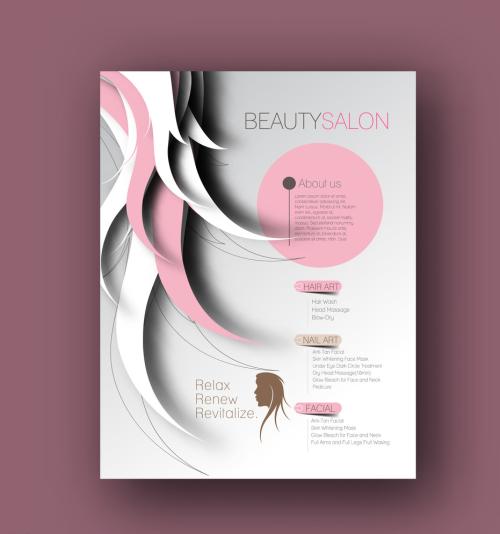 BEAUTYSALON
About us
HAIR ART
Hair Wash
Head Massage
Blow-Dry
NAIL ART
Anti-Tan Facial
Skin Whitening Face Mask
Under Eye Dark Circle Treatment
Dry Head Massage(10min)
Glow Bleach for Face and Neck
Pedicure
Relax
Renew
Revitalize.
FACIAL
Anti-Tan Facial
Skin Whitening Mask
Glow Bleach for Face and Neck
Full Arms and Full Legs Fruit Waxing